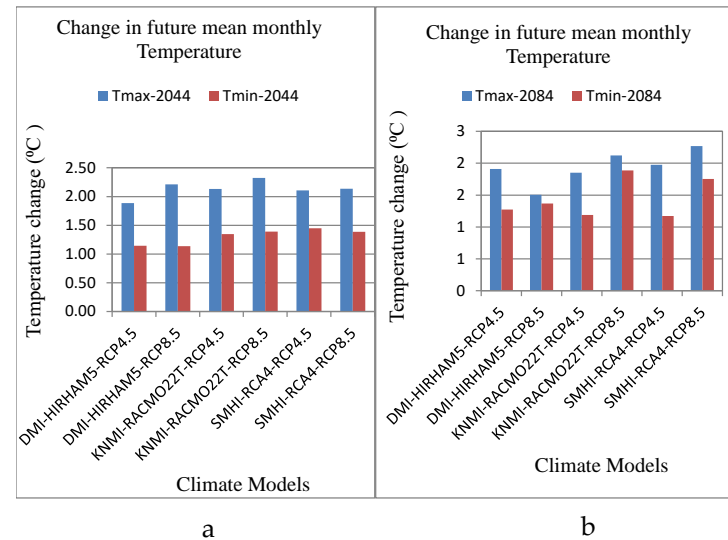 Change in future mean monthly
Temperature
Tmax-2044 Tmin-2044
Temperature change (ºC )
2.50
2.00
1.50
1.00
0.50
0.00
DMI-HIRHAM5-RCP4.5
DMI-HIRHAM5-RCP8.5
KNMI-RACMO22T-RCP4.5
KNMI-RACMO22T-RCP8.5
SMHI-RCA4-RCP4.5
SMHI-RCA4-RCP8.5
Climate Models
a
Change in future mean monthly
Temperature
Tmax-2084 Tmin-2084
Temperature change (ºC )
3
2
2
1
1
0
DMI-HIRHAM5-RCP4.5
DMI-HIRHAM5-RCP8.5
KNMI-RACMO22T-RCP4.5
KNMI-RACMO22T-RCP8.5
SMHI-RCA4-RCP4.5
SMHI-RCA4-RCP8.5
Climate Models
b